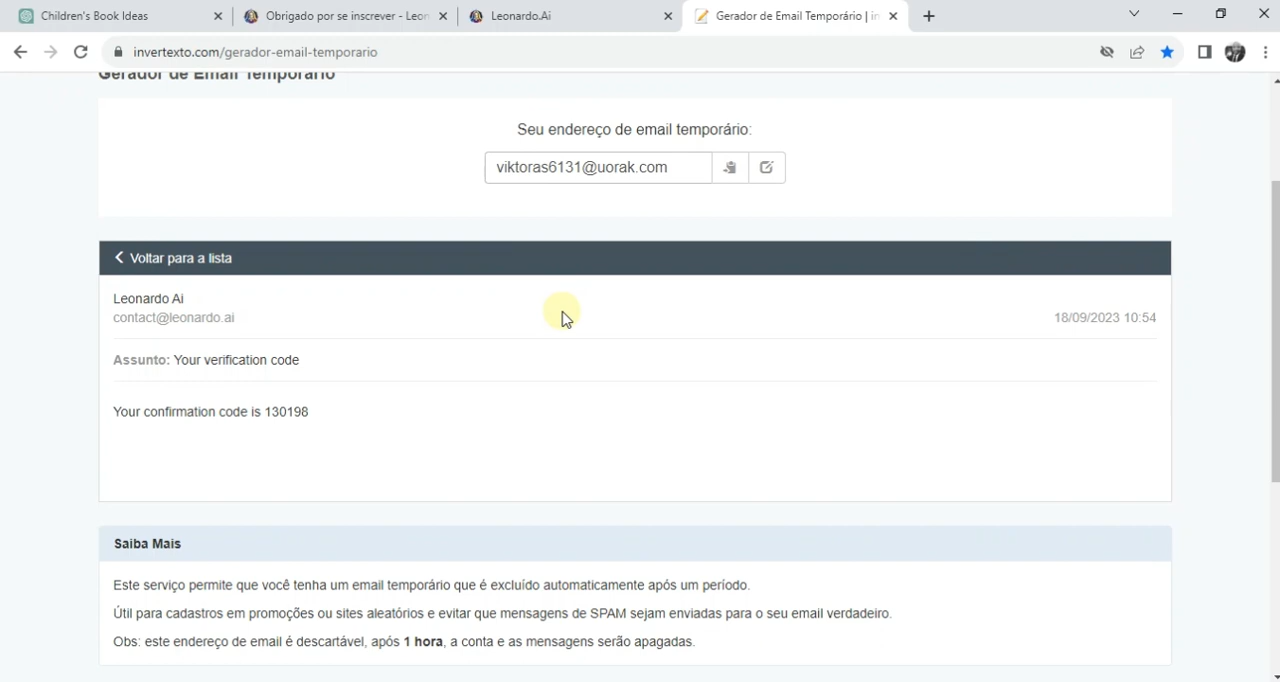 Children's Book Ideas
Obrigado por se inscrever - Leon
Leonardo.Ai
Gerador de Email Temporário | in
invertexto.com/gerador-email-temporario
Gerador de Email Temporário
Seu endereço de email temporário:
viktoras6131@uorak.com
Voltar para a lista
Leonardo Ai
contact@leonardo.ai
18/09/2023 10:54
Assunto: Your verification code
Your confirmation code is 130198
Saiba Mais
Este serviço permite que você tenha um email temporário que é excluído automaticamente após um período.
Útil para cadastros em promoções ou sites aleatórios e evitar que mensagens de SPAM sejam enviadas para o seu email verdadeiro.
Obs: este endereço de email é descartável, após 1 hora, a conta e as mensagens serão apagadas.